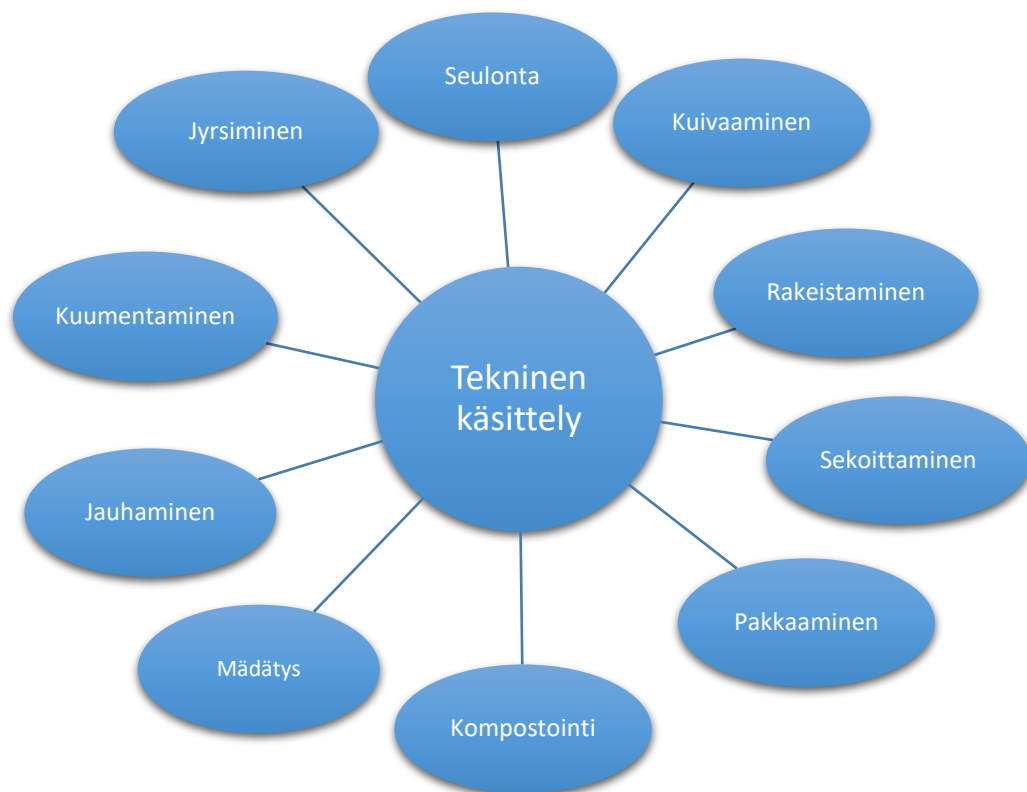 Seulonta
Kuivaaminen
Jyrsiminen
Rakeistaminen
Kuumentaminen
Tekninen
käsittely
Sekoittaminen
Jauhaminen
Pakkaaminen
Mädätys
Kompostointi